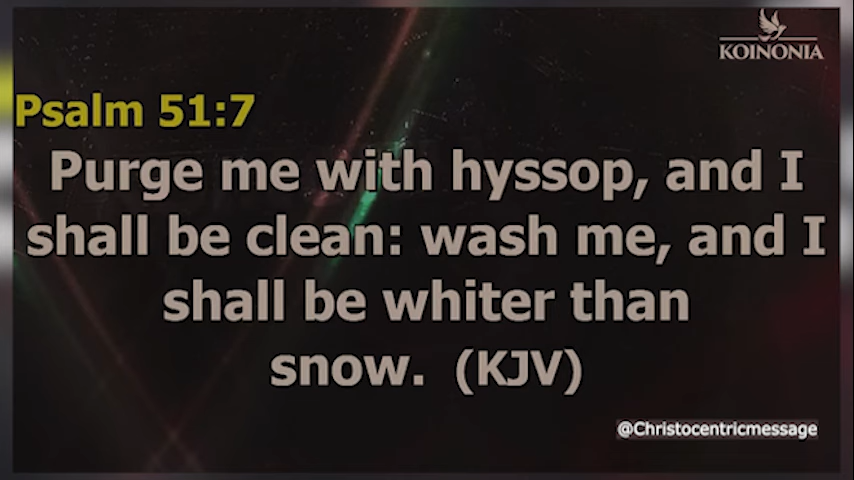 KOINONIA
Psalm 51:7
Purge me with hyssop, and I
shall be clean: wash me, and I
shall be whiter than
snow. (KJV)
@Christocentricmessage